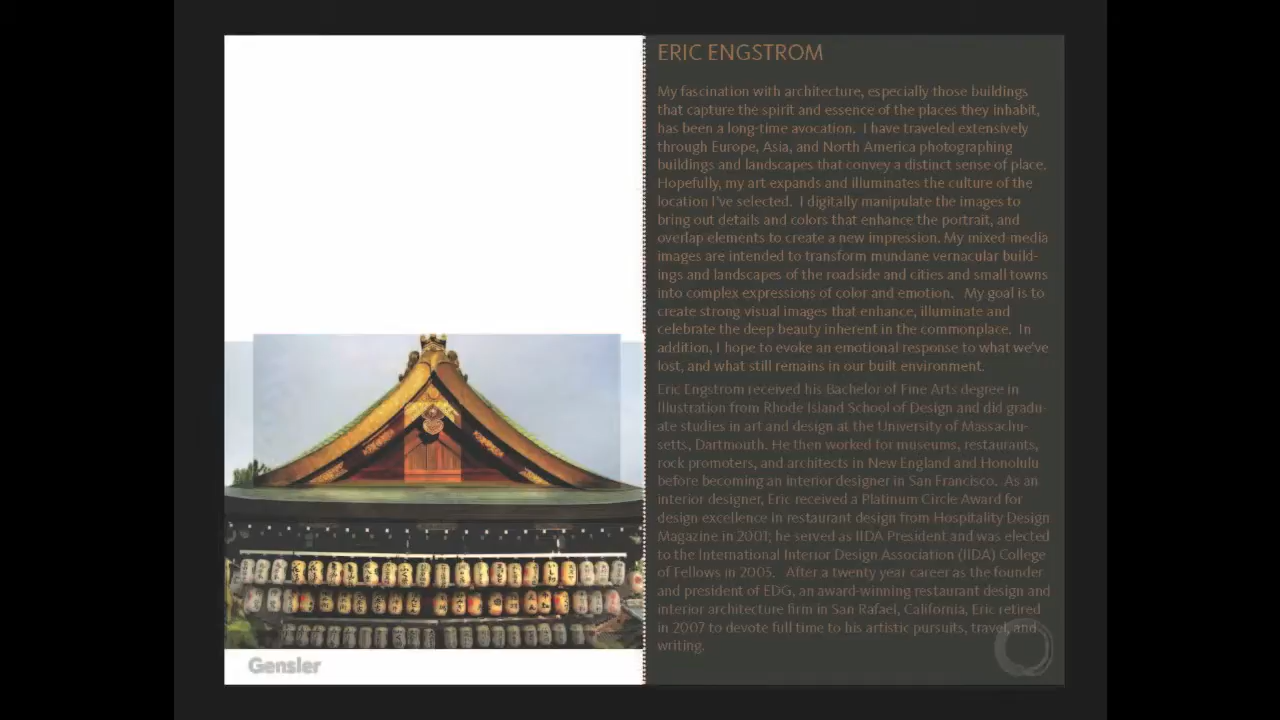 ERIC ENGSTROM
My fascination with architecture, especially those buildings
that capture the spirit and essence of the places they inhabit,
has been a long-time avocation. I have traveled extensively
through Europe, Asia, and North America photographing
buildings and landscapes that convey a distinct sense of place.
Hopefully, my art expands and illuminates the culture of the
location I've selected. I digitally manipulate the images to
bring out details and colors that enhance the portrait, and
overlap elements to create a new impression. My mixed-media
images are intended to transform mundane vernacular build-
ings and landscapes of the roadside and cities and small towns
into complex expressions of color and emotion. My goal is to
create strong visual images that enhance, illuminate and
celebrate the deep beauty inherent in the commonplace. In
addition, I hope to evoke an emotional response to what we've
lost, and what still remains in our built environment.
Eric Engstrom received his Bachelor of Fine Arts degree in
Illustration from Rhode Island School of Design and did gradu-
ate studies in art and design at the University of Massachu-
setts, Dartmouth. He then worked for museums, restaurants,
rock promoters, and architects in New England and Honolulu
before becoming an interior designer in San Francisco. As an
interior designer, Eric received a Platinum Circle Award for
design excellence in restaurant design from Hospitality Design
Magazine in 2001; he served as IIDA President and was elected
to the International Interior Design Association (IIDA) College
of Fellows in 2005. After a twenty year career as the founder
and president of EDG, an award-winning restaurant design and
interior architecture firm in San Rafael, California, Eric retired
in 2007 to devote full time to his artistic pursuits, travel, and
writing.
Gensler